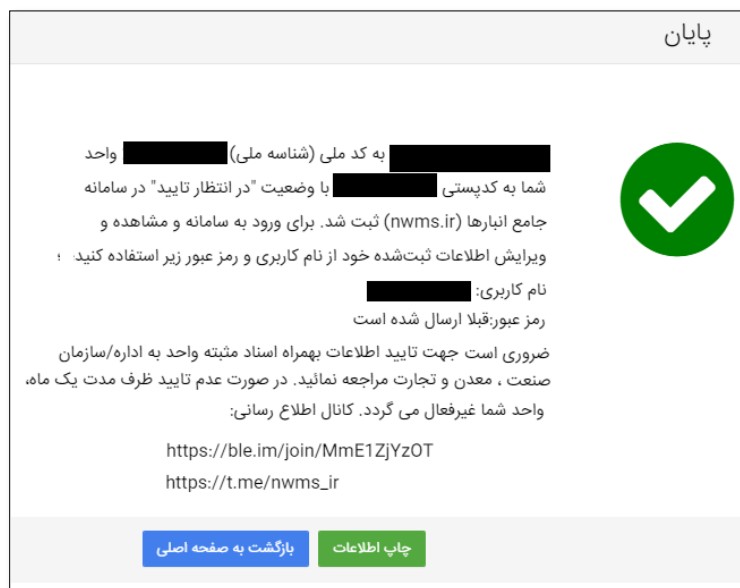 پایان
به کد ملی (شناسه ملی) واحد
شما به کدپستی با وضعیت "در انتظار تایید" در سامانه
جامع انبارها (nwms.ir) ثبت شد. برای ورود به سامانه و مشاهده و
ویرایش اطلاعات ثبت‌شده خود از نام کاربری و رمز عبور زیر استفاده کنید ؛
نام کاربری:
رمز عبور:قبلا ارسال شده است
ضروری است جهت تایید اطلاعات بهمراه اسناد مثبته واحد به اداره/سازمان
صنعت ، معدن و تجارت مراجعه نمائید. در صورت عدم تایید ظرف مدت یک ماه،
واحد شما غیرفعال می گردد. کانال اطلاع رسانی:
https://ble.im/join/MmE1ZjYzOT
https://t.me/nwms_ir
چاپ اطلاعات
بازگشت به صفحه اصلی